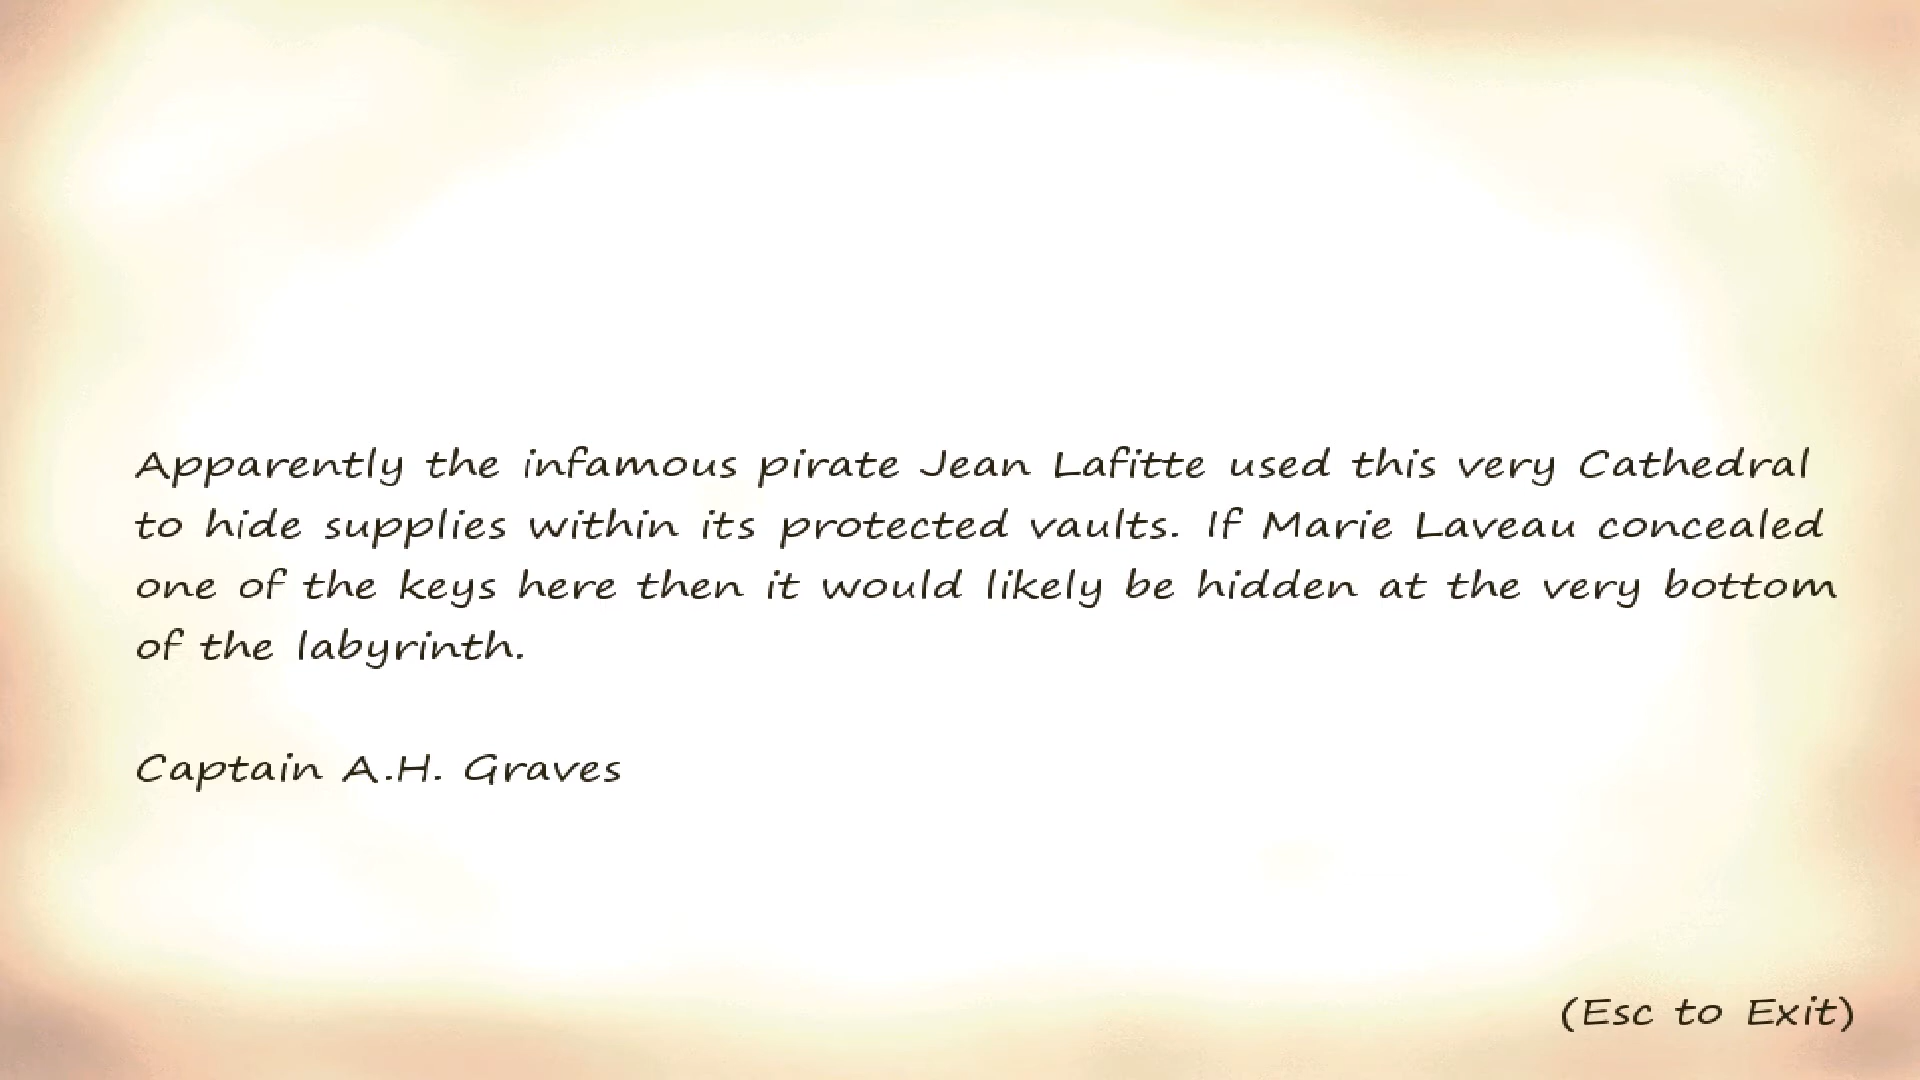 Apparently the infamous pirate Jean Lafitte used this very Cathedral
to hide supplies within its protected vaults. If Marie Laveau concealed
one of the keys here then it would likely be hidden at the very bottom
of the labyrinth.
Captain A.H. Graves
(Esc to Exit)